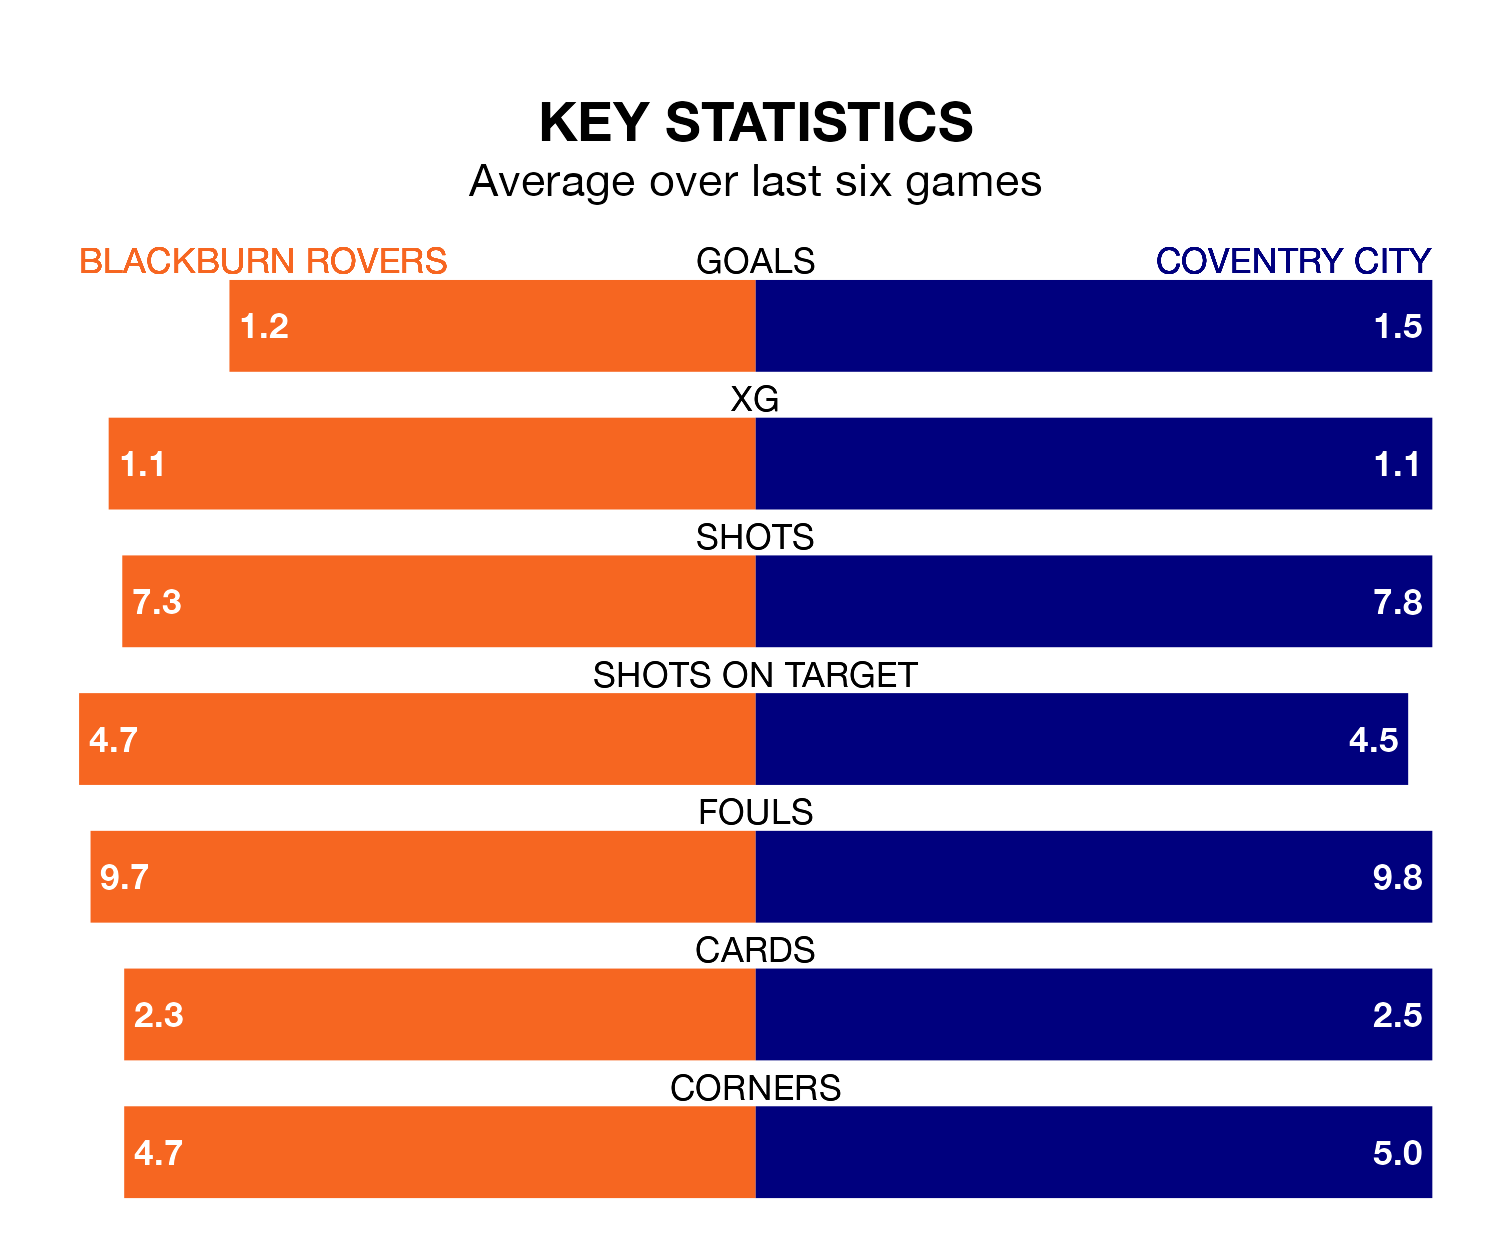 KEY STATISTICS
Average over last six games
BLACKBURN ROVERS GOALS COVENTRY CITY
1.2 1.5
XG
1.1 1.1
SHOTS
7.3 7.8
SHOTS ON TARGET
4.7 4.5
FOULS
9.7 9.8
CARDS
2.3 2.5
CORNERS
4.7 5.0